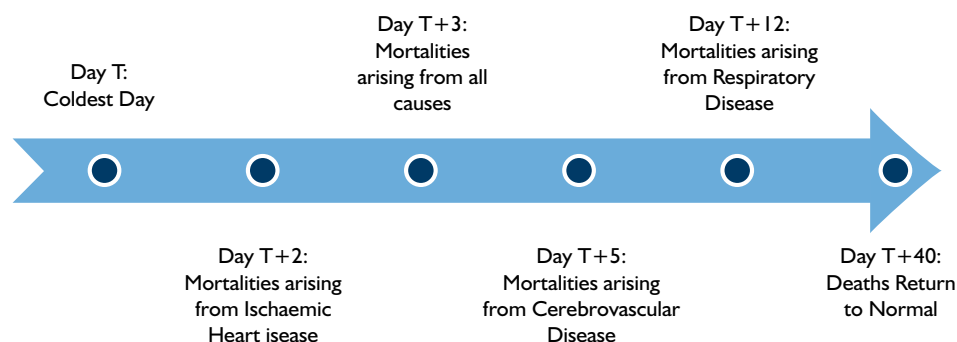 Day T:
Coldest Day
Day T+2:
Mortalities arising
from Ischaemic
Heart isease
Day T+3:
Mortalities
arising from all
causes
Day T+5:
Mortalities arising
from Cerebrovascular
Disease
Day T+12:
Mortalities arising
from Respiratory
Disease
Day T+40:
Deaths Return
to Normal